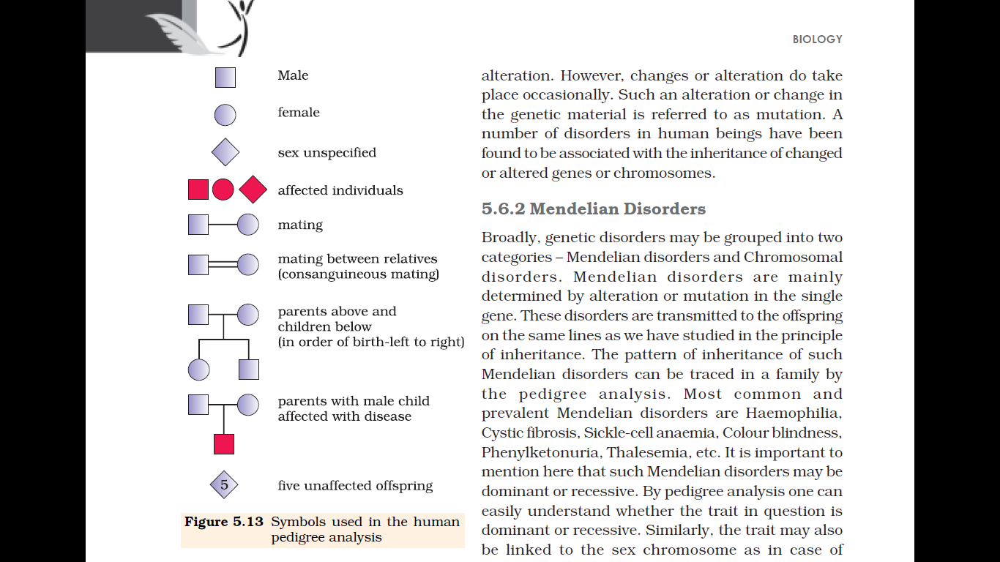 BIOLOGY
Male
female
sex unspecified
affected individuals
mating
mating between relatives
(consanguineous mating)
parents above and
children below
(in order of birth-left to right)
parents with male child
affected with disease
5
five unaffected offspring
Figure 5.13 Symbols used in the human
pedigree analysis
alteration. However, changes or alteration do take
place occasionally. Such an alteration or change in
the genetic material is referred to as mutation. A
number of disorders in human beings have been
found to be associated with the inheritance of changed
or altered genes or chromosomes.
5.6.2 Mendelian Disorders
Broadly, genetic disorders may be grouped into two
categories – Mendelian disorders and Chromosomal
disorders. Mendelian disorders are mainly
determined by alteration or mutation in the single
gene. These disorders are transmitted to the offspring
on the same lines as we have studied in the principle
of inheritance. The pattern of inheritance of such
Mendelian disorders can be traced in a family by
the pedigree analysis. Most common and
prevalent Mendelian disorders are Haemophilia,
Cystic fibrosis, Sickle-cell anaemia, Colour blindness,
Phenylketonuria, Thalesemia, etc. It is important to
mention here that such Mendelian disorders may be
dominant or recessive. By pedigree analysis one can
easily understand whether the trait in question is
dominant or recessive. Similarly, the trait may also
be linked to the sex chromosome as in case of